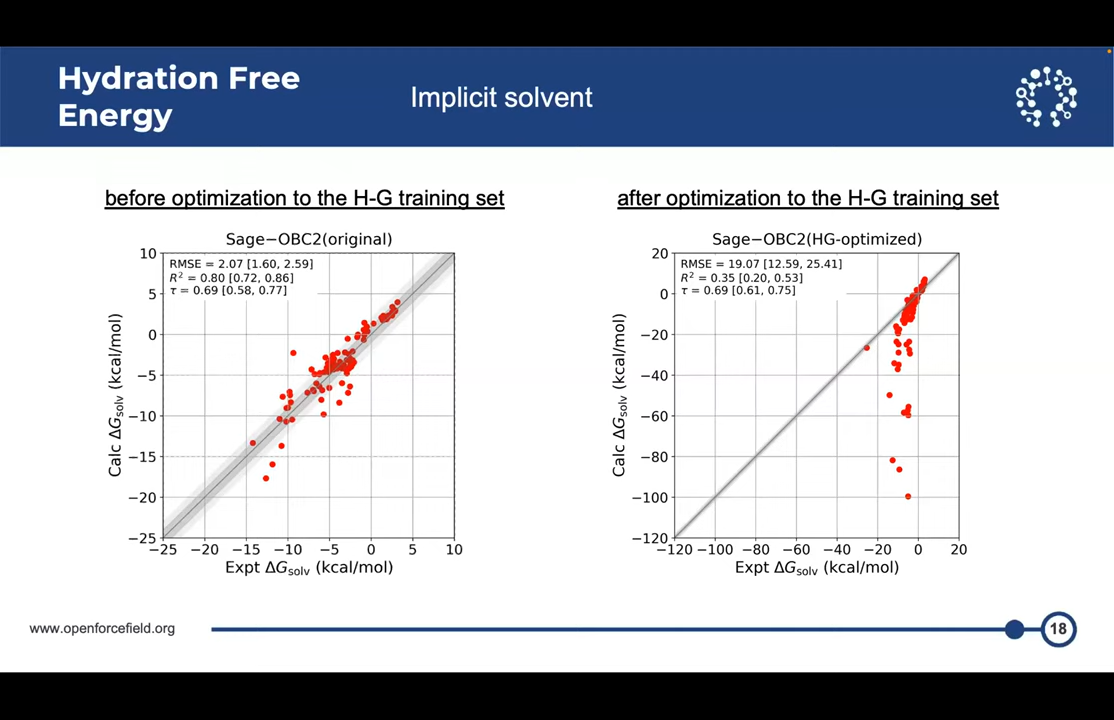 Hydration Free
Energy
Implicit solvent
before optimization to the H-G training set
Sage−OBC2(original)
RMSE = 2.07 [1.60, 2.59]
R² = 0.80 [0.72, 0.86]
τ = 0.69 [0.58, 0.77]
10
5
0
−5
−10
−15
−20
−25
Calc ΔG_solv (kcal/mol)
−25 −20 −15 −10 −5 0 5 10
Expt ΔG_solv (kcal/mol)
after optimization to the H-G training set
Sage−OBC2(HG-optimized)
RMSE = 19.07 [12.59, 25.41]
R² = 0.35 [0.20, 0.53]
τ = 0.69 [0.61, 0.75]
20
0
−20
−40
−60
−80
−100
−120
Calc ΔG_solv (kcal/mol)
−120 −100 −80 −60 −40 −20 0 20
Expt ΔG_solv (kcal/mol)
www.openforcefield.org
18